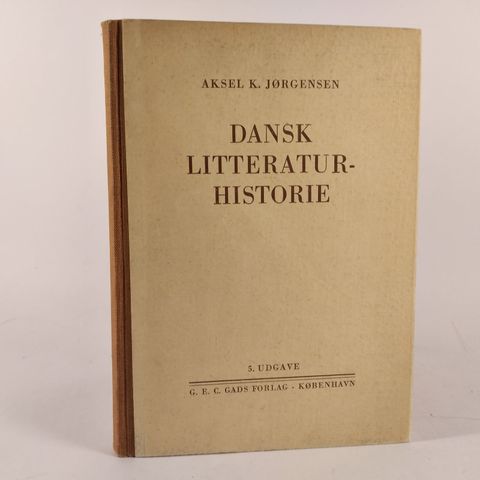 AKSEL K. JØRGENSEN
DANSK
LITTERATUR-
HISTORIE
5. UDGAVE
G. E. C. GADS FORLAG - KØBENHAVN